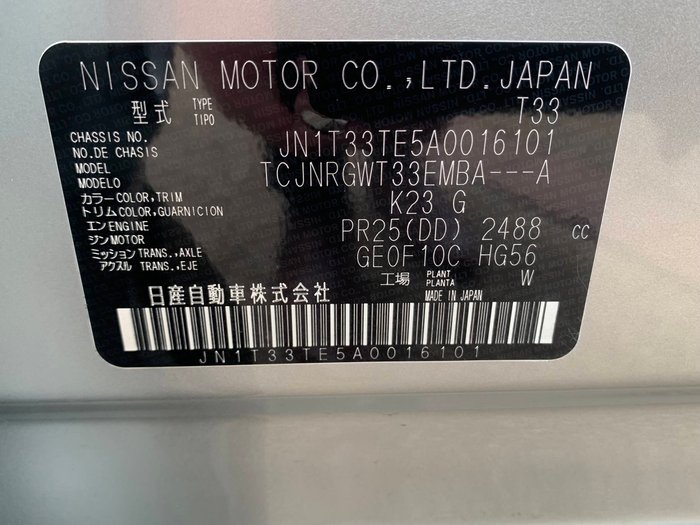 NISSAN MOTOR CO.,LTD.JAPAN
型式 TYPE TIPO T33
CHASSIS NO. NO.DE CHASIS JN1T33TE5A0016101
MODEL MODELO TCJNRGWT33EMBA---A
カラー COLOR,TRIM トリム COLOR,GUARNICION K23 G
エン ENGINE ジン MOTOR PR25(DD) 2488 cc
ミッション TRANS.,AXLE アクスル TRANS.,EJE GE0F10C HG56
工場 PLANT PLANTA W
日産自動車株式会社 MADE IN JAPAN
JN1T33TE5A0016101